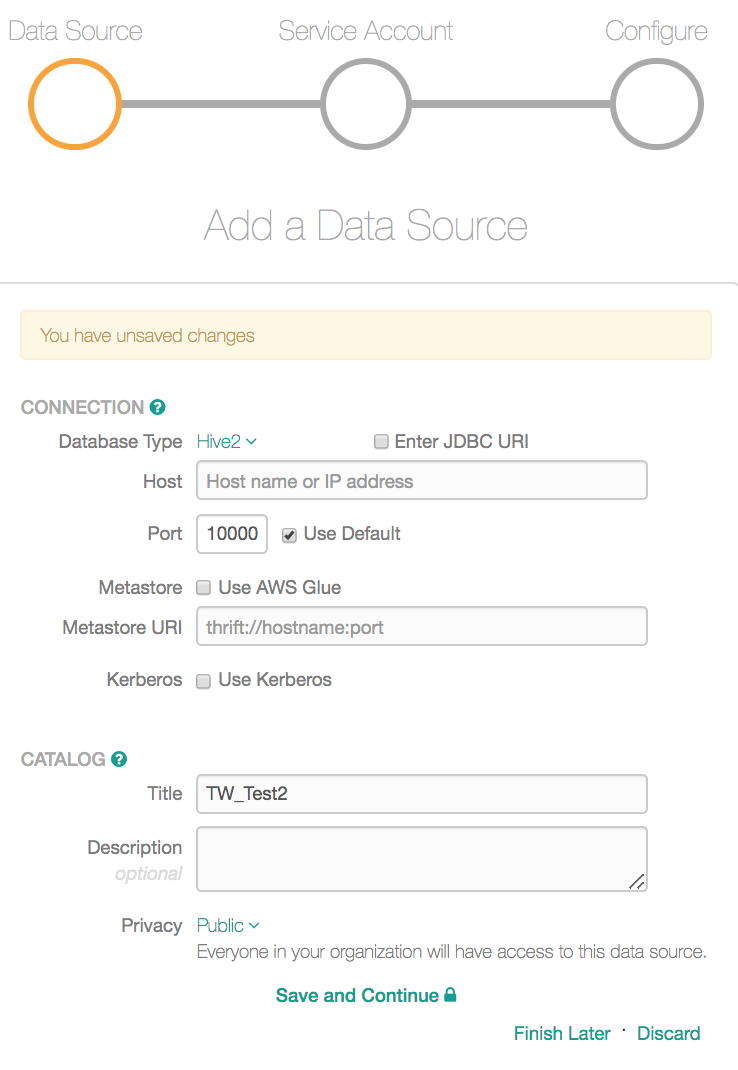 Data Source Service Account Configure
Add a Data Source
You have unsaved changes
CONNECTION ?
Database Type Hive2 Enter JDBC URI
Host Host name or IP address
Port 10000 Use Default
Metastore Use AWS Glue
Metastore URI thrift://hostname:port
Kerberos Use Kerberos
CATALOG ?
Title TW_Test2
Description
optional
Privacy Public
Everyone in your organization will have access to this data source.
Save and Continue
Finish Later · Discard